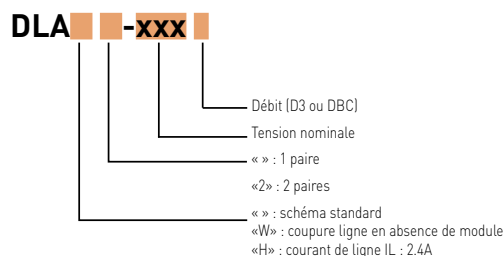 DLA -xxx
Débit (D3 ou DBC)
Tension nominale
« » : 1 paire
«2» : 2 paires
« » : schéma standard
«W» : coupure ligne en absence de module
«H» : courant de ligne IL : 2.4A